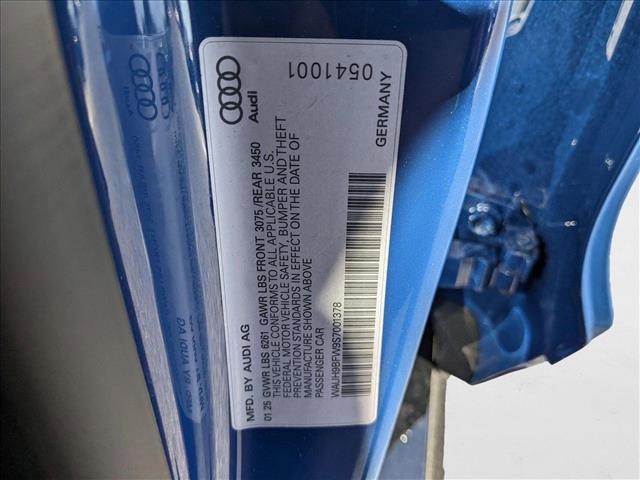 Audi
0541001
MFD. BY AUDI AG
GERMANY
01 25 GVWR LBS 6261 GAWR LBS FRONT 3075/REAR 3450
THIS VEHICLE CONFORMS TO ALL APPLICABLE U.S.
FEDERAL MOTOR VEHICLE SAFETY, BUMPER AND THEFT
PREVENTION STANDARDS IN EFFECT ON THE DATE OF
MANUFACTURE SHOWN ABOVE
PASSENGER CAR
WAUH9BFW9S7001378